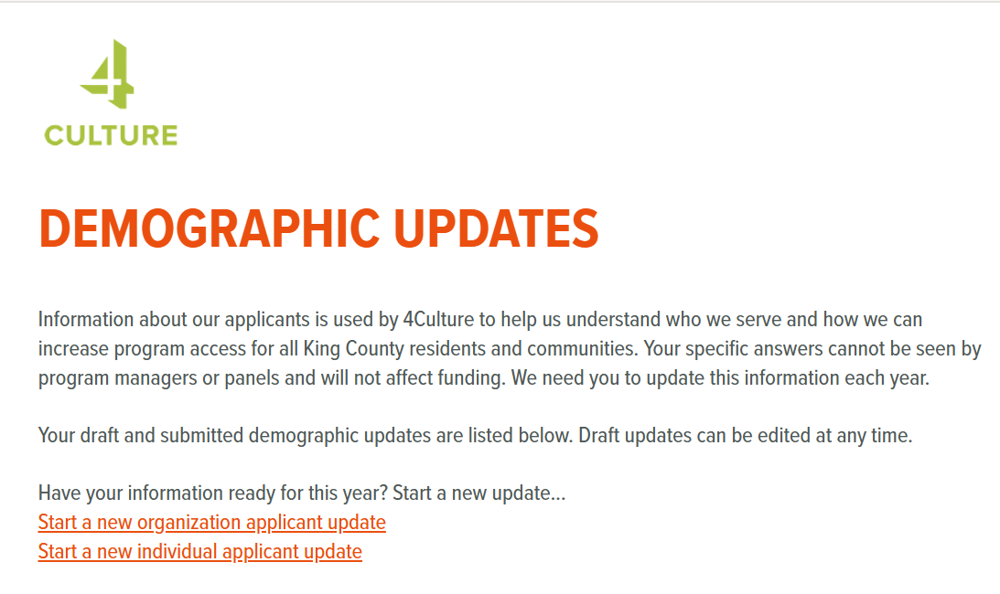 4
CULTURE
DEMOGRAPHIC UPDATES
Information about our applicants is used by 4Culture to help us understand who we serve and how we can
increase program access for all King County residents and communities. Your specific answers cannot be seen by
program managers or panels and will not affect funding. We need you to update this information each year.
Your draft and submitted demographic updates are listed below. Draft updates can be edited at any time.
Have your information ready for this year? Start a new update...
Start a new organization applicant update
Start a new individual applicant update